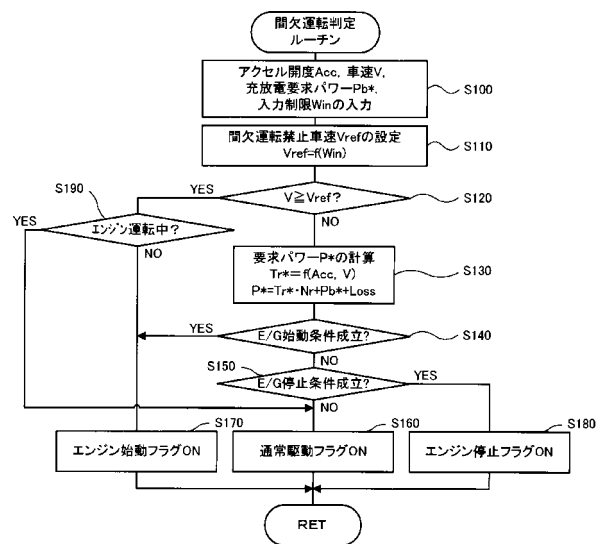 間欠運転判定
ルーチン
アクセル開度Acc, 車速V,
充放電要求パワーPb*,
入力制限Winの入力
S100
間欠運転禁止車速Vrefの設定
Vref=f(Win)
S110
S190
YES
V≧Vref?
S120
YES
エンジン運転中?
NO
NO
要求パワーP*の計算
Tr*=f(Acc, V)
P*=Tr*·Nr+Pb*+Loss
S130
YES
E/G始動条件成立?
S140
NO
S150
E/G停止条件成立?
YES
NO
S170
S160
S180
エンジン始動フラグON
通常駆動フラグON
エンジン停止フラグON
RET